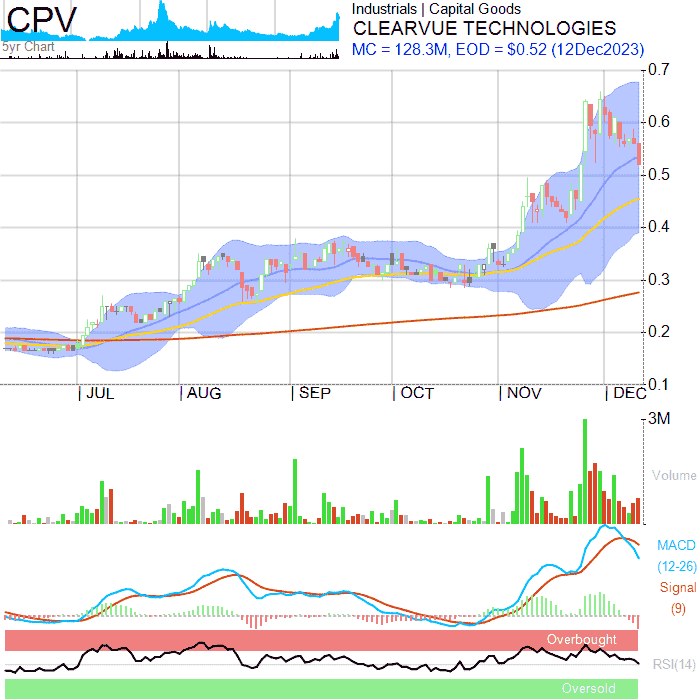 CPV
5yr Chart
Industrials | Capital Goods
CLEARVUE TECHNOLOGIES
MC = 128.3M, EOD = $0.52 (12Dec2023)
0.7
0.6
0.5
0.4
0.3
0.2
0.1
JUL AUG SEP OCT NOV DEC
3M
Volume
MACD
(12-26)
Signal
(9)
Overbought
RSI(14)
Oversold